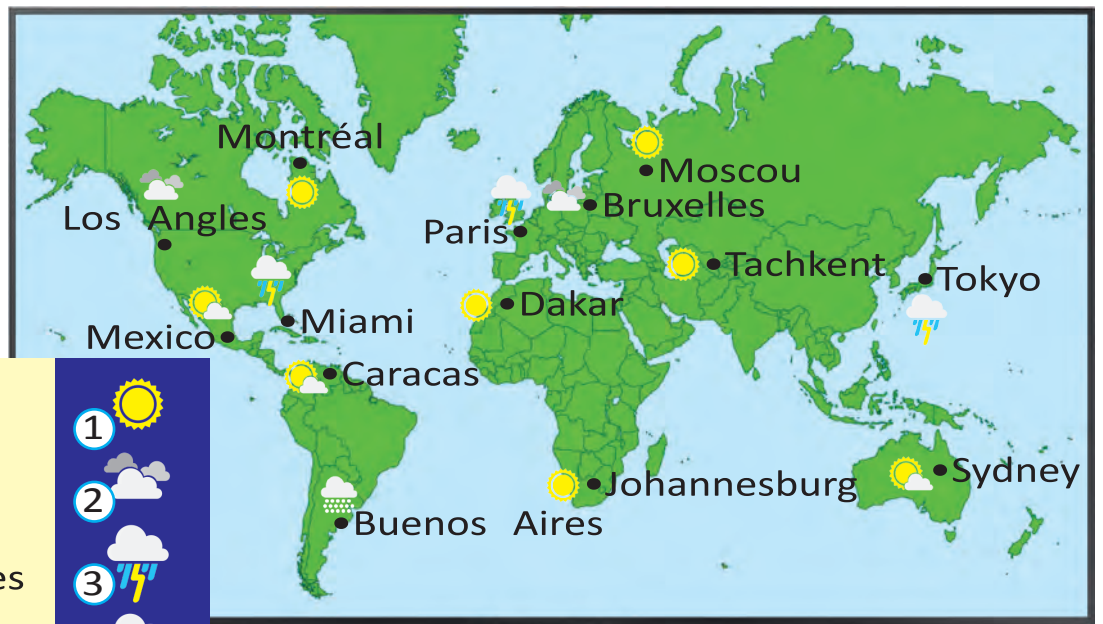 Montréal
Moscou
Los Angles
Bruxelles
Paris
Tachkent
Tokyo
Dakar
Miami
Mexico
Caracas
1
2
3
es
Johannesburg
Sydney
Buenos Aires